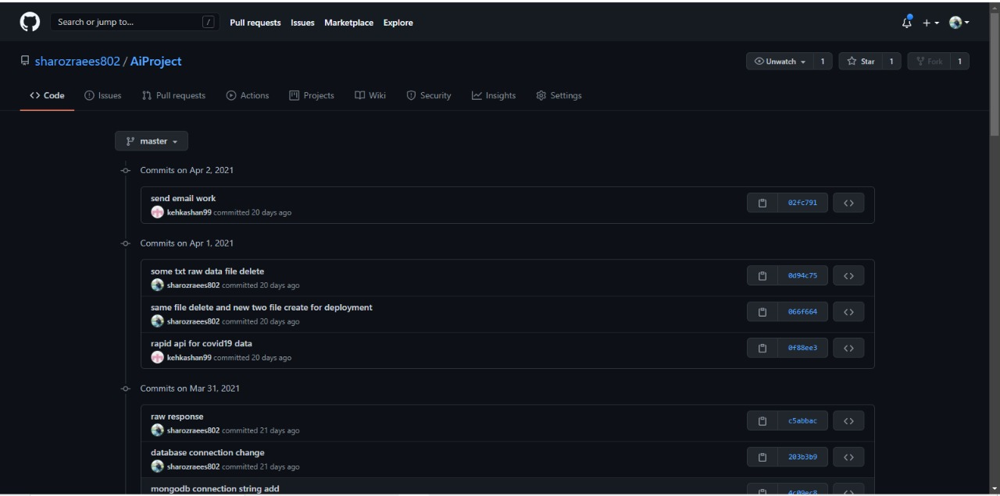 Search or jump to... /
Pull requests Issues Marketplace Explore
sharozraees802 / AiProject
Unwatch 1 Star 1 Fork 1
Code Issues Pull requests Actions Projects Wiki Security Insights Settings
master
Commits on Apr 2, 2021
send email work
kehkashan99 committed 20 days ago
02fc791
Commits on Apr 1, 2021
some txt raw data file delete
sharozraees802 committed 20 days ago
0d94c75
same file delete and new two file create for deployment
sharozraees802 committed 20 days ago
066f664
rapid api for covid19 data
kehkashan99 committed 20 days ago
0f88ee3
Commits on Mar 31, 2021
raw response
sharozraees802 committed 21 days ago
c5abbac
database connection change
sharozraees802 committed 21 days ago
203b3b9
mongodb connection string add
4c09ec8